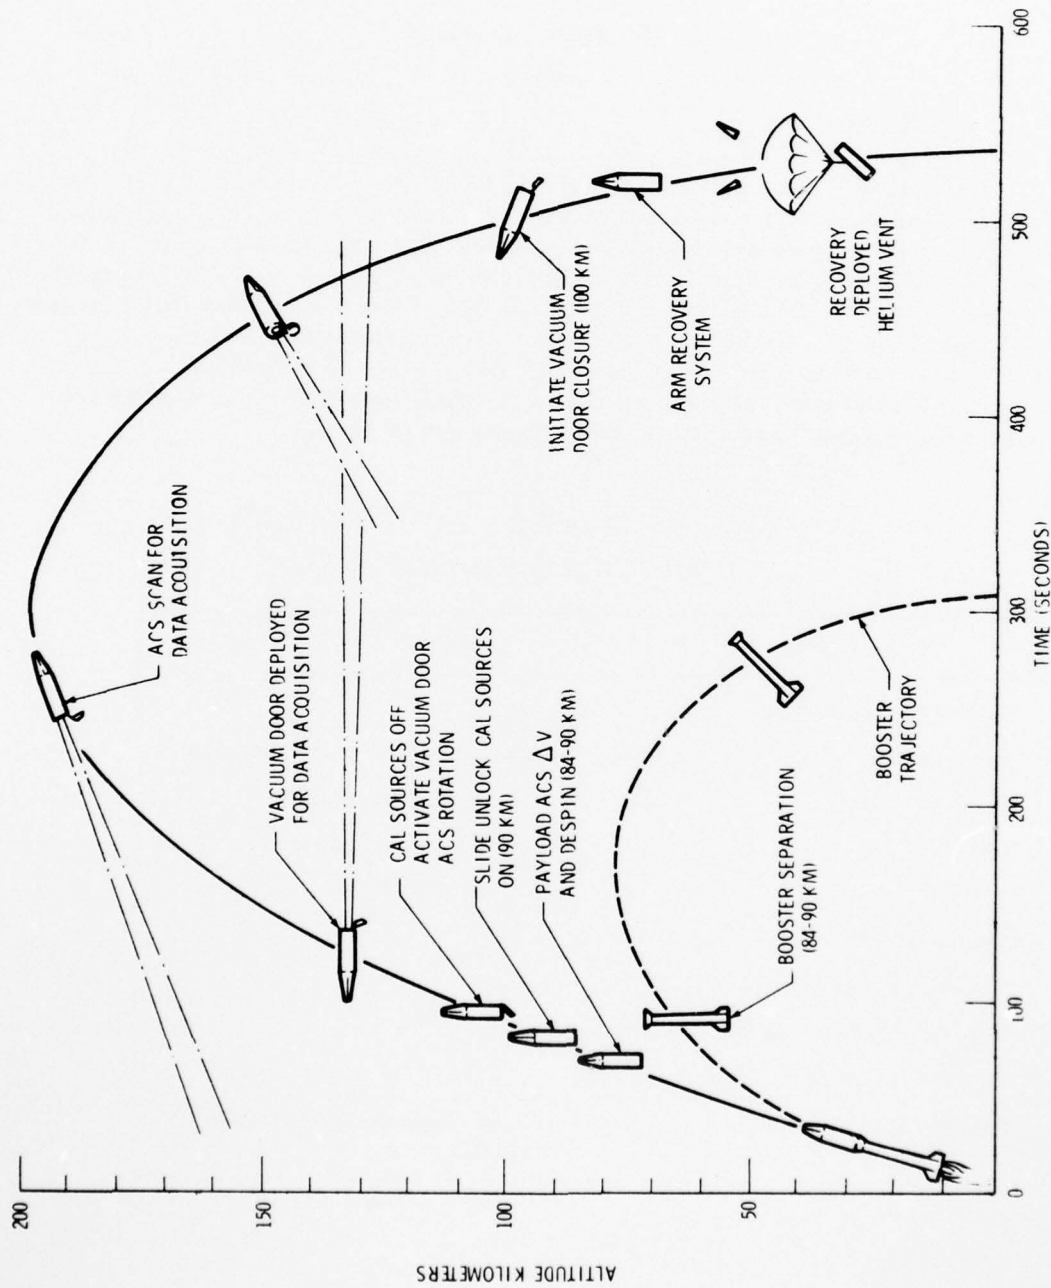 ALTITUDE KILOMETERS
200
150
100
50
0
100
200
300
400
500
600
TIME (SECONDS)
ACS SCAN FOR
DATA ACQUISITION
VACUUM DOOR DEPLOYED
FOR DATA ACQUISITION
CAL SOURCES OFF
ACTIVATE VACUUM DOOR
ACS ROTATION
SLIDE UNLOCK CAL SOURCES
ON (90 KM)
PAYLOAD ACS ΔV
AND DESPIN (84-90 KM)
BOOSTER SEPARATION
(84-90 KM)
BOOSTER
TRAJECTORY
INITIATE VACUUM
DOOR CLOSURE (100 KM)
ARM RECOVERY
SYSTEM
RECOVERY
DEPLOYED
HELIUM VENT